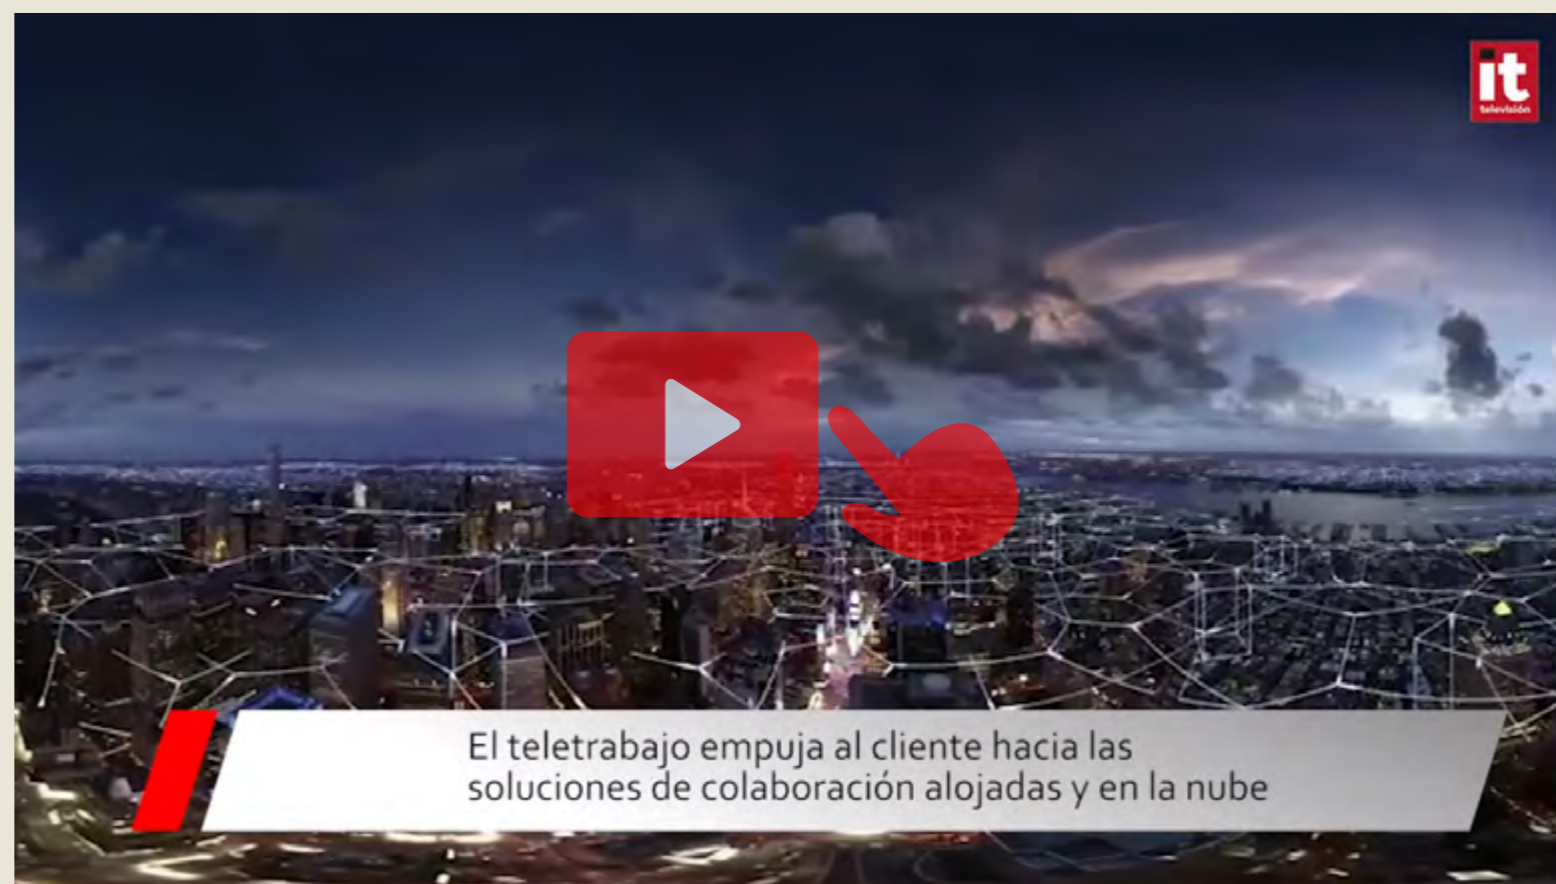 it
televisión
El teletrabajo empuja al cliente hacia las
soluciones de colaboración alojadas y en la nube